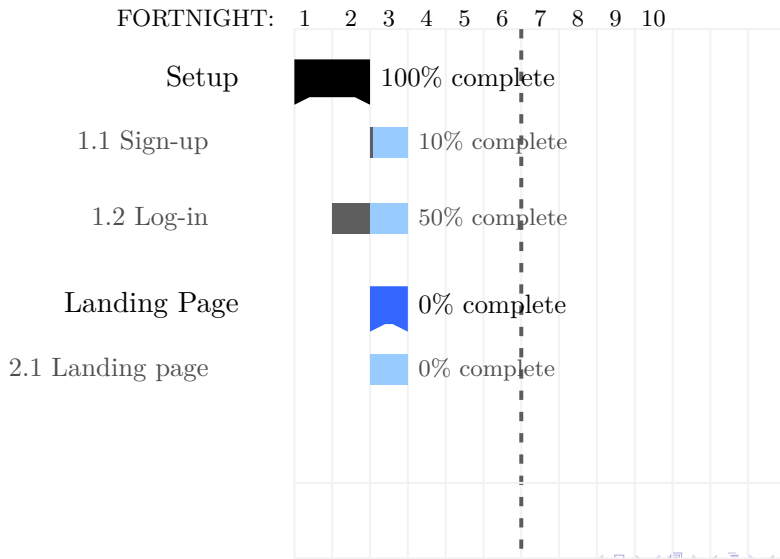 FORTNIGHT: 1 2 3 4 5 6 7 8 9 10
Setup 100% complete
1.1 Sign-up 10% complete
1.2 Log-in 50% complete
Landing Page 0% complete
2.1 Landing page 0% complete